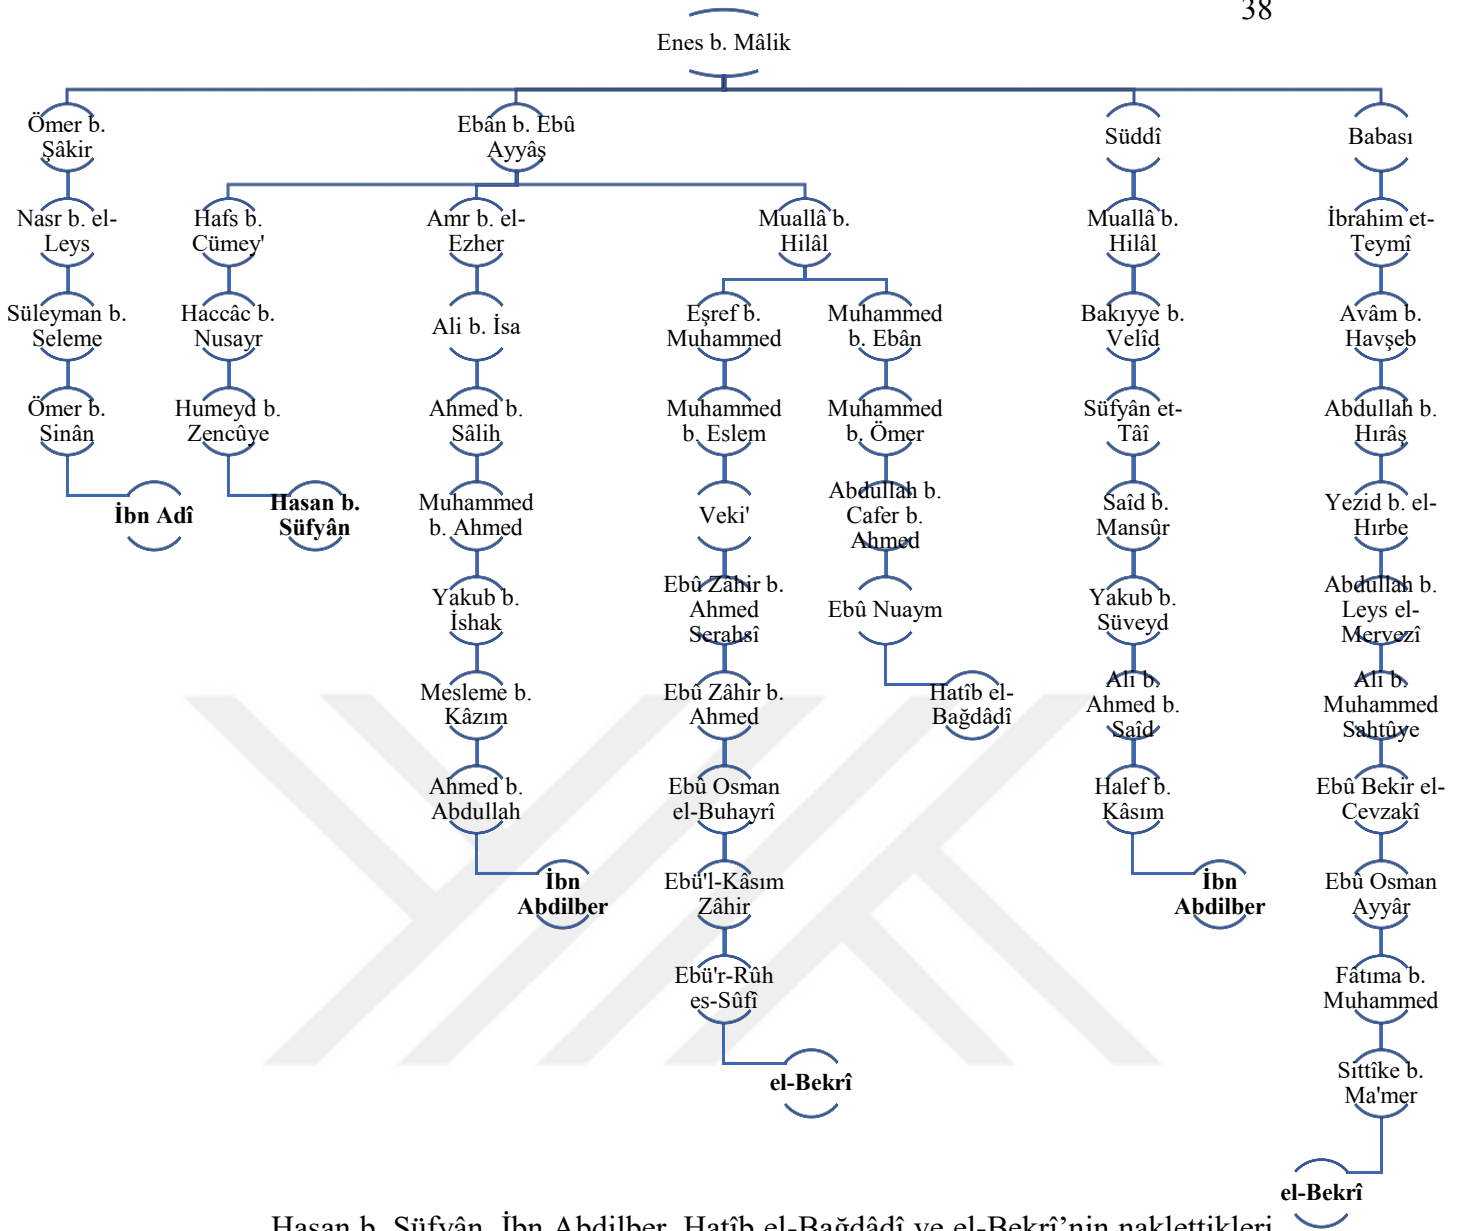 38
Enes b. Mâlik
Ömer b.
Şâkir
Ebân b. Ebû
Ayyâş
Süddî
Babası
Nasr b. el-
Leys
Hafs b.
Cümey'
Amr b. el-
Ezher
Muallâ b.
Hilâl
Muallâ b.
Hilâl
İbrahim et-
Teymî
Süleyman b.
Seleme
Haccâc b.
Nusayr
Ali b. İsa
Eşref b.
Muhammed
Muhammed
b. Ebân
Bakıyye b.
Velîd
Avâm b.
Havşeb
Ömer b.
Sinân
Humeyd b.
Zencûye
Ahmed b.
Sâlih
Muhammed
b. Eslem
Muhammed
b. Ömer
Süfyân et-
Tâî
Abdullah b.
Hırâş
İbn Adî
Hasan b.
Süfyân
Muhammed
b. Ahmed
Veki'
Abdullah b.
Cafer b.
Ahmed
Saîd b.
Mansûr
Yezid b. el-
Hırbe
Yakub b.
İshak
Ebû Zâhir b.
Ahmed
Serahsî
Ebû Nuaym
Yakub b.
Süveyd
Abdullah b.
Leys el-
Mervezî
Mesleme b.
Kâzım
Ebû Zâhir b.
Ahmed
Hatîb el-
Bağdâdî
Ali b.
Ahmed b.
Saîd
Ali b.
Muhammed
Sahtûye
Ahmed b.
Abdullah
Ebû Osman
el-Buhayrî
Halef b.
Kâsım
Ebû Bekir el-
Cevzakî
İbn
Abdilber
Ebü'l-Kâsım
Zâhir
İbn
Abdilber
Ebû Osman
Ayyâr
Ebü'r-Rûh
es-Sûfî
Fâtıma b.
Muhammed
el-Bekrî
Sittîke b.
Ma'mer
el-Bekrî
Hasan b. Süfyân, İbn Abdilber, Hatîb el-Bağdâdî ve el-Bekrî’nin naklettikleri